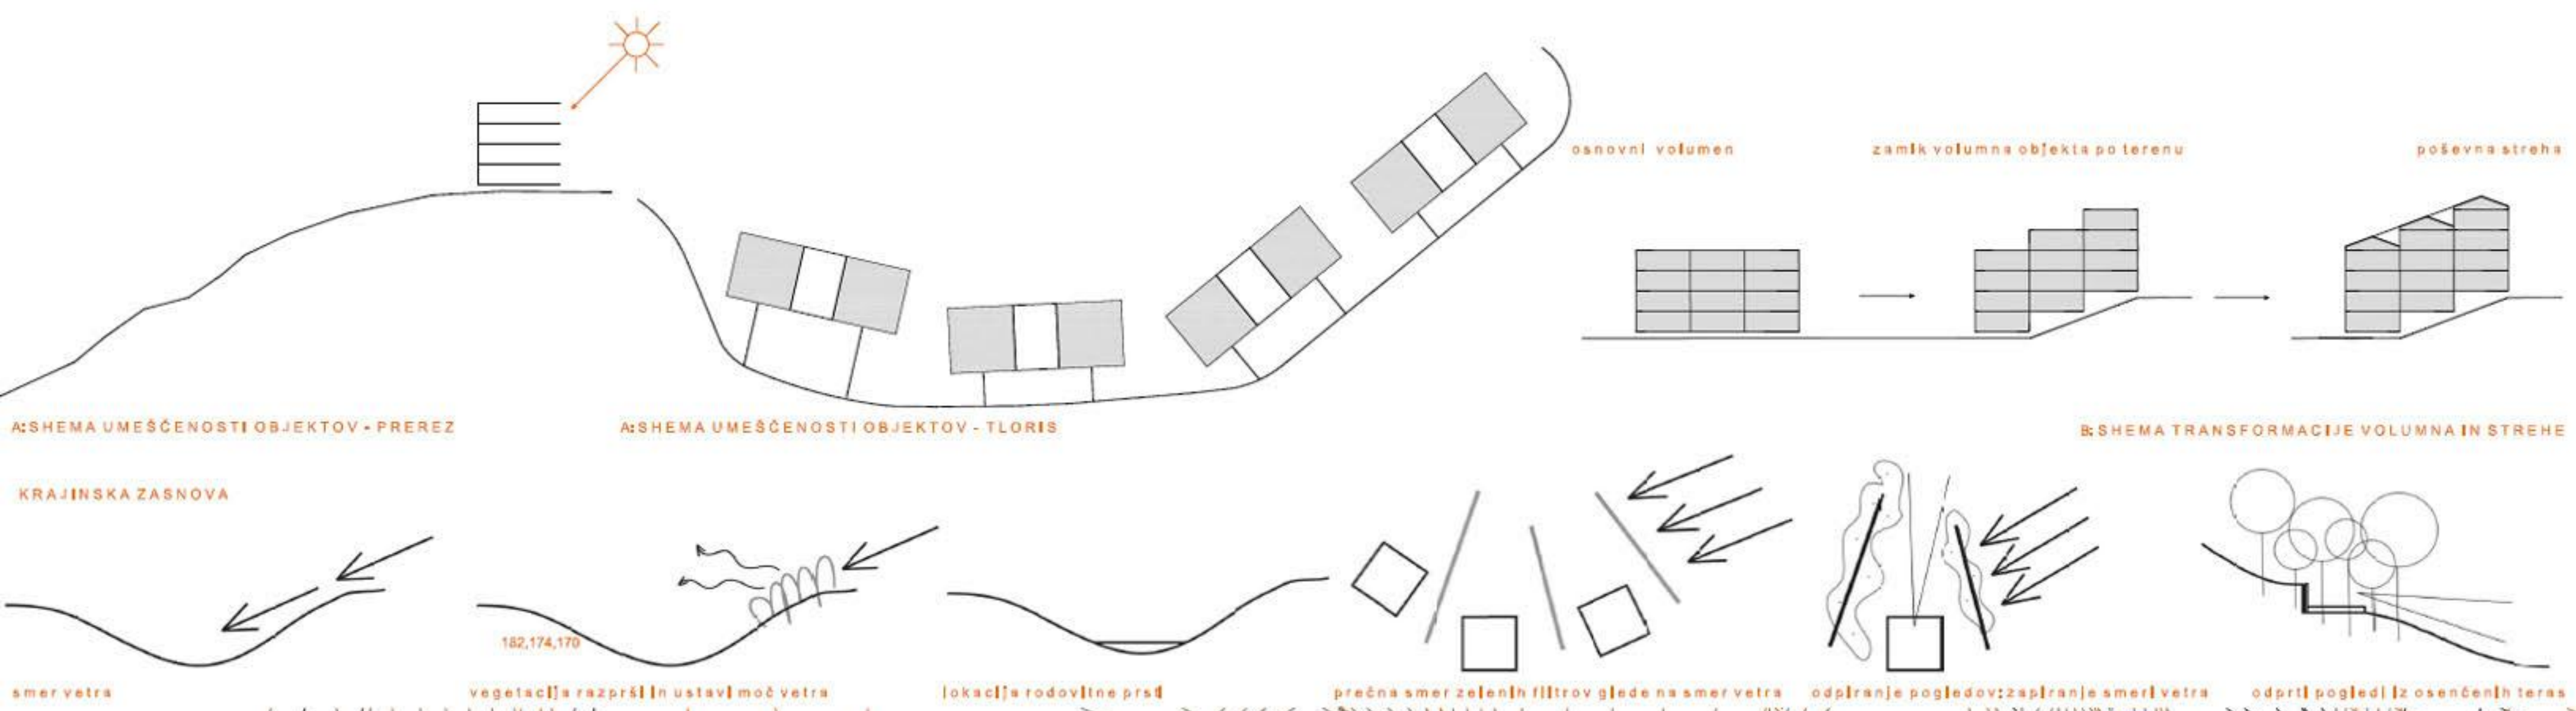 osnovni volumen
zamik volumna objekta po terenu
poševna streha
A:SHEMA UMEŠČENOSTI OBJEKTOV - PREREZ
A:SHEMA UMEŠČENOSTI OBJEKTOV - TLORIS
B:SHEMA TRANSFORMACIJE VOLUMNA IN STREHE
KRAJINSKA ZASNOVA
182,174,170
smer vetra
vegetacija razprši in ustavi moč vetra
lokacija rodovitne prsti
prečna smer zelenih filtrov glede na smer vetra
odpiranje pogledov:zapiranje smeri vetra
odprti pogledi iz osenčenih teras